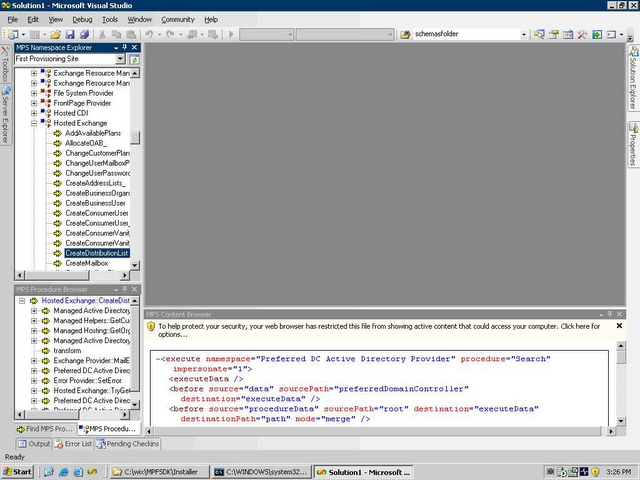 Solution1 - Microsoft Visual Studio
File Edit View Debug Tools Window Community Help
schemasfolder
MPS Namespace Explorer
First Provisioning Site
Toolbox
Server Explorer
Exchange Resource Man
Exchange Resource Man
File System Provider
FrontPage Provider
Hosted CDI
Hosted Exchange
AddAvailablePlans
AllocateOAB_
ChangeCustomerPlan
ChangeUserMailboxP
ChangeUserPassword
CreateAddressLists_
CreateBusinessOrgan
CreateBusinessUser
CreateConsumerUser
CreateConsumerUser_
CreateConsumerVani
CreateConsumerVani
CreateDistributionList
CreateMailbox
Solution Explorer
Properties
MPS Procedure Browser
Hosted Exchange::CreateDist
Managed Active Directory
Managed Helpers::GetCu
Managed Hosting::GetOrg
Managed Active Directory
transform
Exchange Provider::MailE
Preferred DC Active Direc
Error Provider::SetError
Hosted Exchange::TryGet
Preferred DC Active Direc
Find MPS Pro...
MPS Procedu...
MPS Content Browser
To help protect your security, your web browser has restricted this file from showing active content that could access your computer. Click here for
options...
-<execute namespace="Preferred DC Active Directory Provider" procedure="Search"
impersonate="1">
<executeData />
<before source="data" sourcePath="preferredDomainController"
destination="executeData" />
<before source="procedureData" sourcePath="root" destination="executeData"
destinationPath="path" mode="merge" />
Output
Error List
Pending Checkins
Ready
Start
C:\wix\MPFSDK\Installer
C:\WINDOWS\system32...
Solution1 - Microsoft ...
3:26 PM